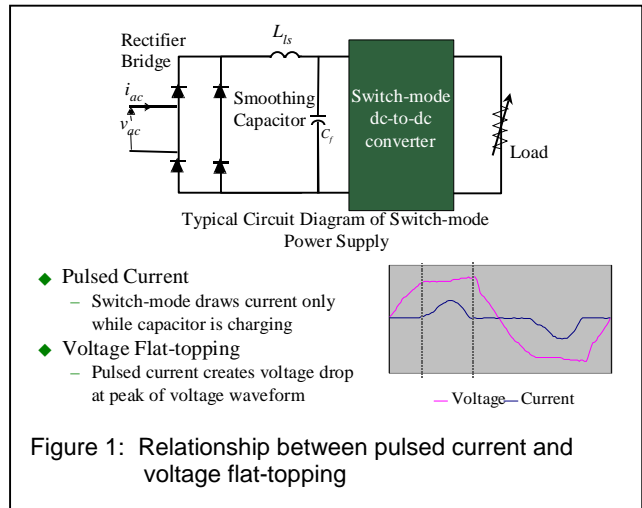 Rectifier
Bridge
L_ls
i_ac
v_ac
Smoothing
Capacitor
C_f
Switch-mode
dc-to-dc
converter
Load
Typical Circuit Diagram of Switch-mode
Power Supply
◆ Pulsed Current
– Switch-mode draws current only
while capacitor is charging
◆ Voltage Flat-topping
– Pulsed current creates voltage drop
at peak of voltage waveform
Voltage Current
Figure 1: Relationship between pulsed current and
voltage flat-topping